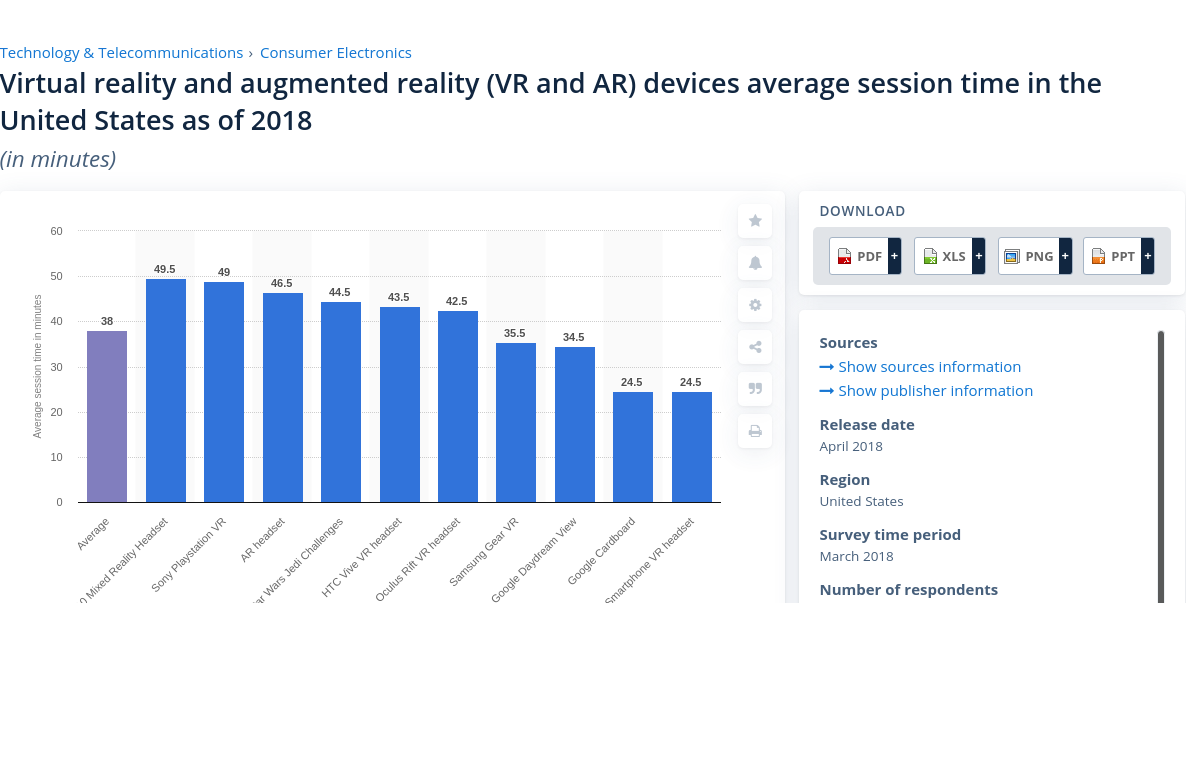 Technology & Telecommunications › Consumer Electronics
Virtual reality and augmented reality (VR and AR) devices average session time in the
United States as of 2018
(in minutes)
DOWNLOAD
PDF +
XLS +
PNG +
PPT +
Sources
Show sources information
Show publisher information
Release date
April 2018
Region
United States
Survey time period
March 2018
Number of respondents
Average session time in minutes
60
50
40
30
20
10
0
38
49.5
49
46.5
44.5
43.5
42.5
35.5
34.5
24.5
24.5
Average
Mixed Reality Headset
Sony Playstation VR
AR headset
Wars Jedi Challenges
HTC Vive VR headset
Oculus Rift VR headset
Samsung Gear VR
Google Daydream View
Google Cardboard
Smartphone VR headset